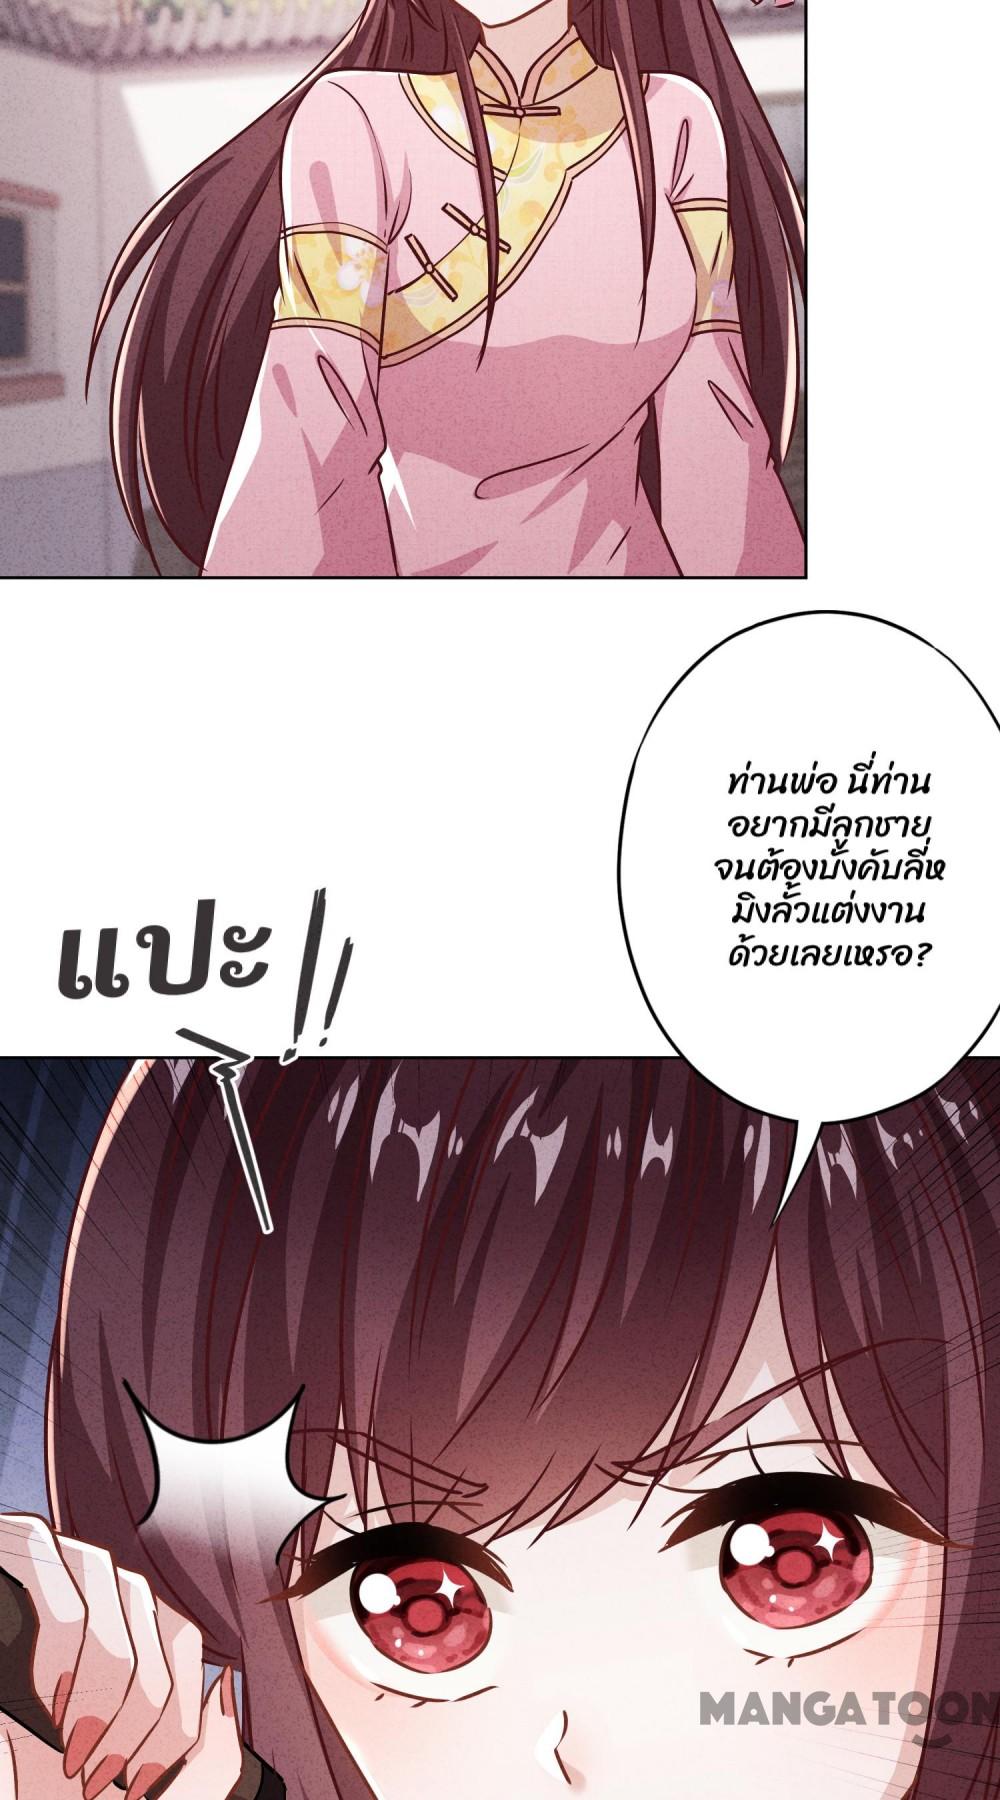 ท่านพ่อ นี่ท่าน
อยากมีลูกชาย
จนต้องบังคับลี่ห
มิงลั้วแต่งงาน
ด้วยเลยเหรอ?
แปะ!!
MANGATOON